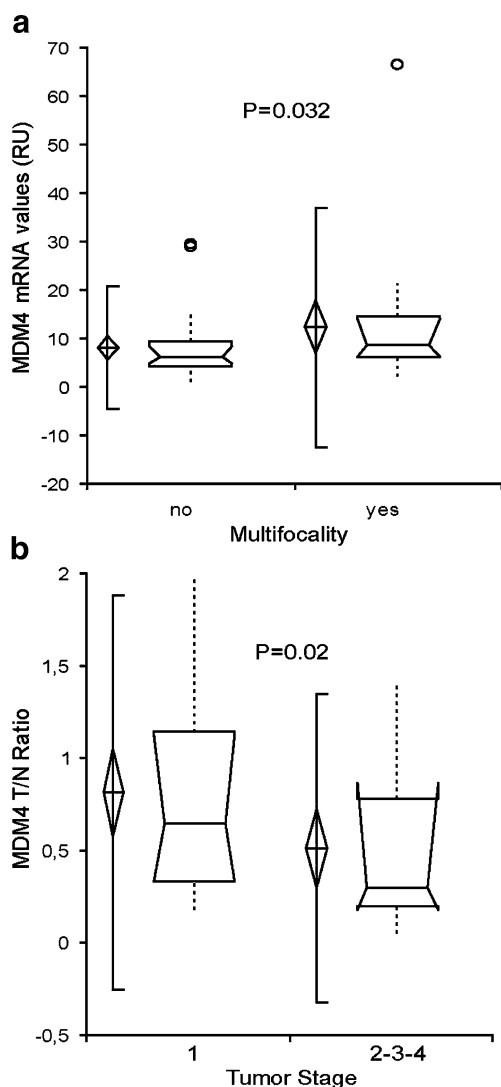 a
MDM4 mRNA values (RU)
70
60
50
40
30
20
10
0
-10
-20
P=0.032
no
yes
Multifocality
b
MDM4 T/N Ratio
2
1,5
1
0,5
0
-0,5
P=0.02
1
2-3-4
Tumor Stage